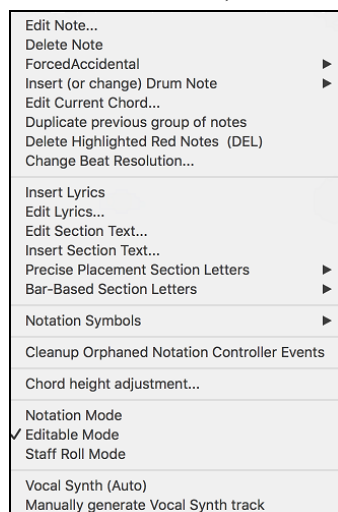 Edit Note...
Delete Note
ForcedAccidental
Insert (or change) Drum Note
Edit Current Chord...
Duplicate previous group of notes
Delete Highlighted Red Notes (DEL)
Change Beat Resolution...
Insert Lyrics
Edit Lyrics...
Edit Section Text...
Insert Section Text...
Precise Placement Section Letters
Bar-Based Section Letters
Notation Symbols
Cleanup Orphaned Notation Controller Events
Chord height adjustment...
Notation Mode
✓ Editable Mode
Staff Roll Mode
Vocal Synth (Auto)
Manually generate Vocal Synth track